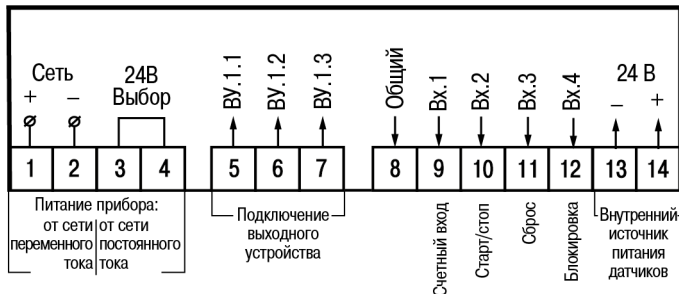 Сеть
24В
Выбор
+
–
ВУ.1.1
ВУ.1.2
ВУ.1.3
Общий
Вх.1
Вх.2
Вх.3
Вх.4
24 В
–
+
1
2
3
4
5
6
7
8
9
10
11
12
13
14
Питание прибора:
от сети
переменного
тока
от сети
постоянного
тока
Подключение
выходного
устройства
Счетный вход
Старт/стоп
Сброс
Блокировка
Внутренний
источник
питания
датчиков